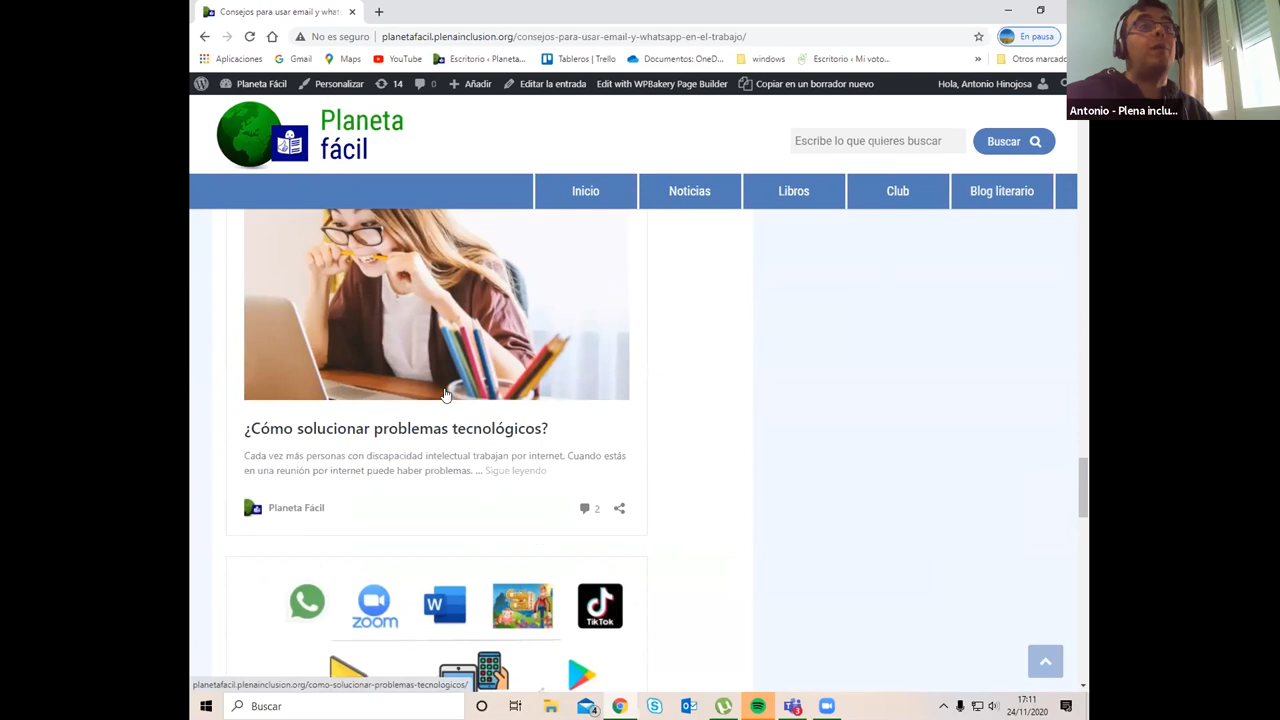 Consejos para usar email y what
No es seguro
planetafacil.plenainclusion.org/consejos-para-usar-email-y-whatsapp-en-el-trabajo/
En pausa
Aplicaciones
Gmail
Maps
YouTube
Escritorio ‹ Planeta...
Tableros | Trello
Documentos: OneD...
windows
Escritorio ‹ Mi voto...
»
Otros marcado
Planeta Fácil
Personalizar
14
0
Añadir
Editar la entrada
Edit with WPBakery Page Builder
Copiar en un borrador nuevo
Hola, Antonio Hinojosa
Antonio - Plena inclu...
Planeta
fácil
Escribe lo que quieres buscar
Buscar
Inicio
Noticias
Libros
Club
Blog literario
¿Cómo solucionar problemas tecnológicos?
Cada vez más personas con discapacidad intelectual trabajan por internet. Cuando estás
en una reunión por internet puede haber problemas. ... Sigue leyendo
Planeta Fácil
2
zoom
W
TikTok
planetafacil.plenainclusion.org/como-solucionar-problemas-tecnologicos/
Buscar
4
3
17:11
24/11/2020